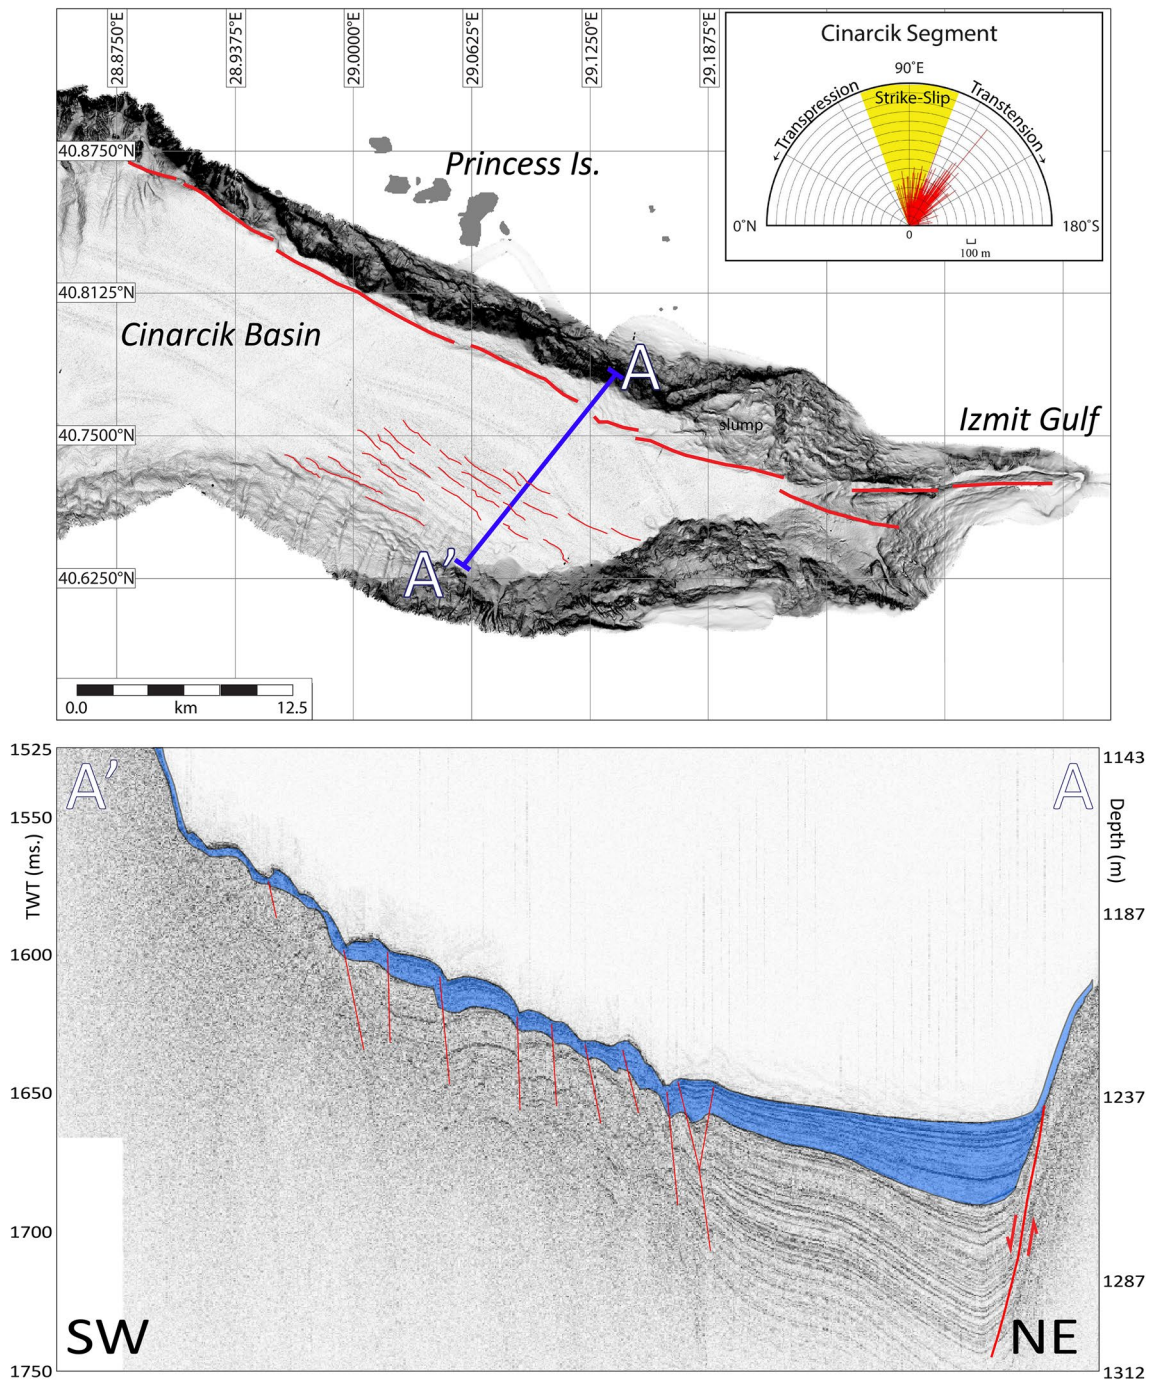 28.8750°E
28.9375°E
29.0000°E
29.0625°E
29.1250°E
29.1875°E
Cinarcik Segment
90°E
← Transpression
Strike-Slip
Transtension →
0°N
180°S
0
100 m
40.8750°N
Princess Is.
40.8125°N
Cinarcik Basin
A
Izmit Gulf
slump
40.7500°N
A’
40.6250°N
0.0
km
12.5
1525
1143
A’
A
1550
TWT (ms.)
Depth (m)
1187
1600
1650
1237
1700
1287
SW
NE
1750
1312